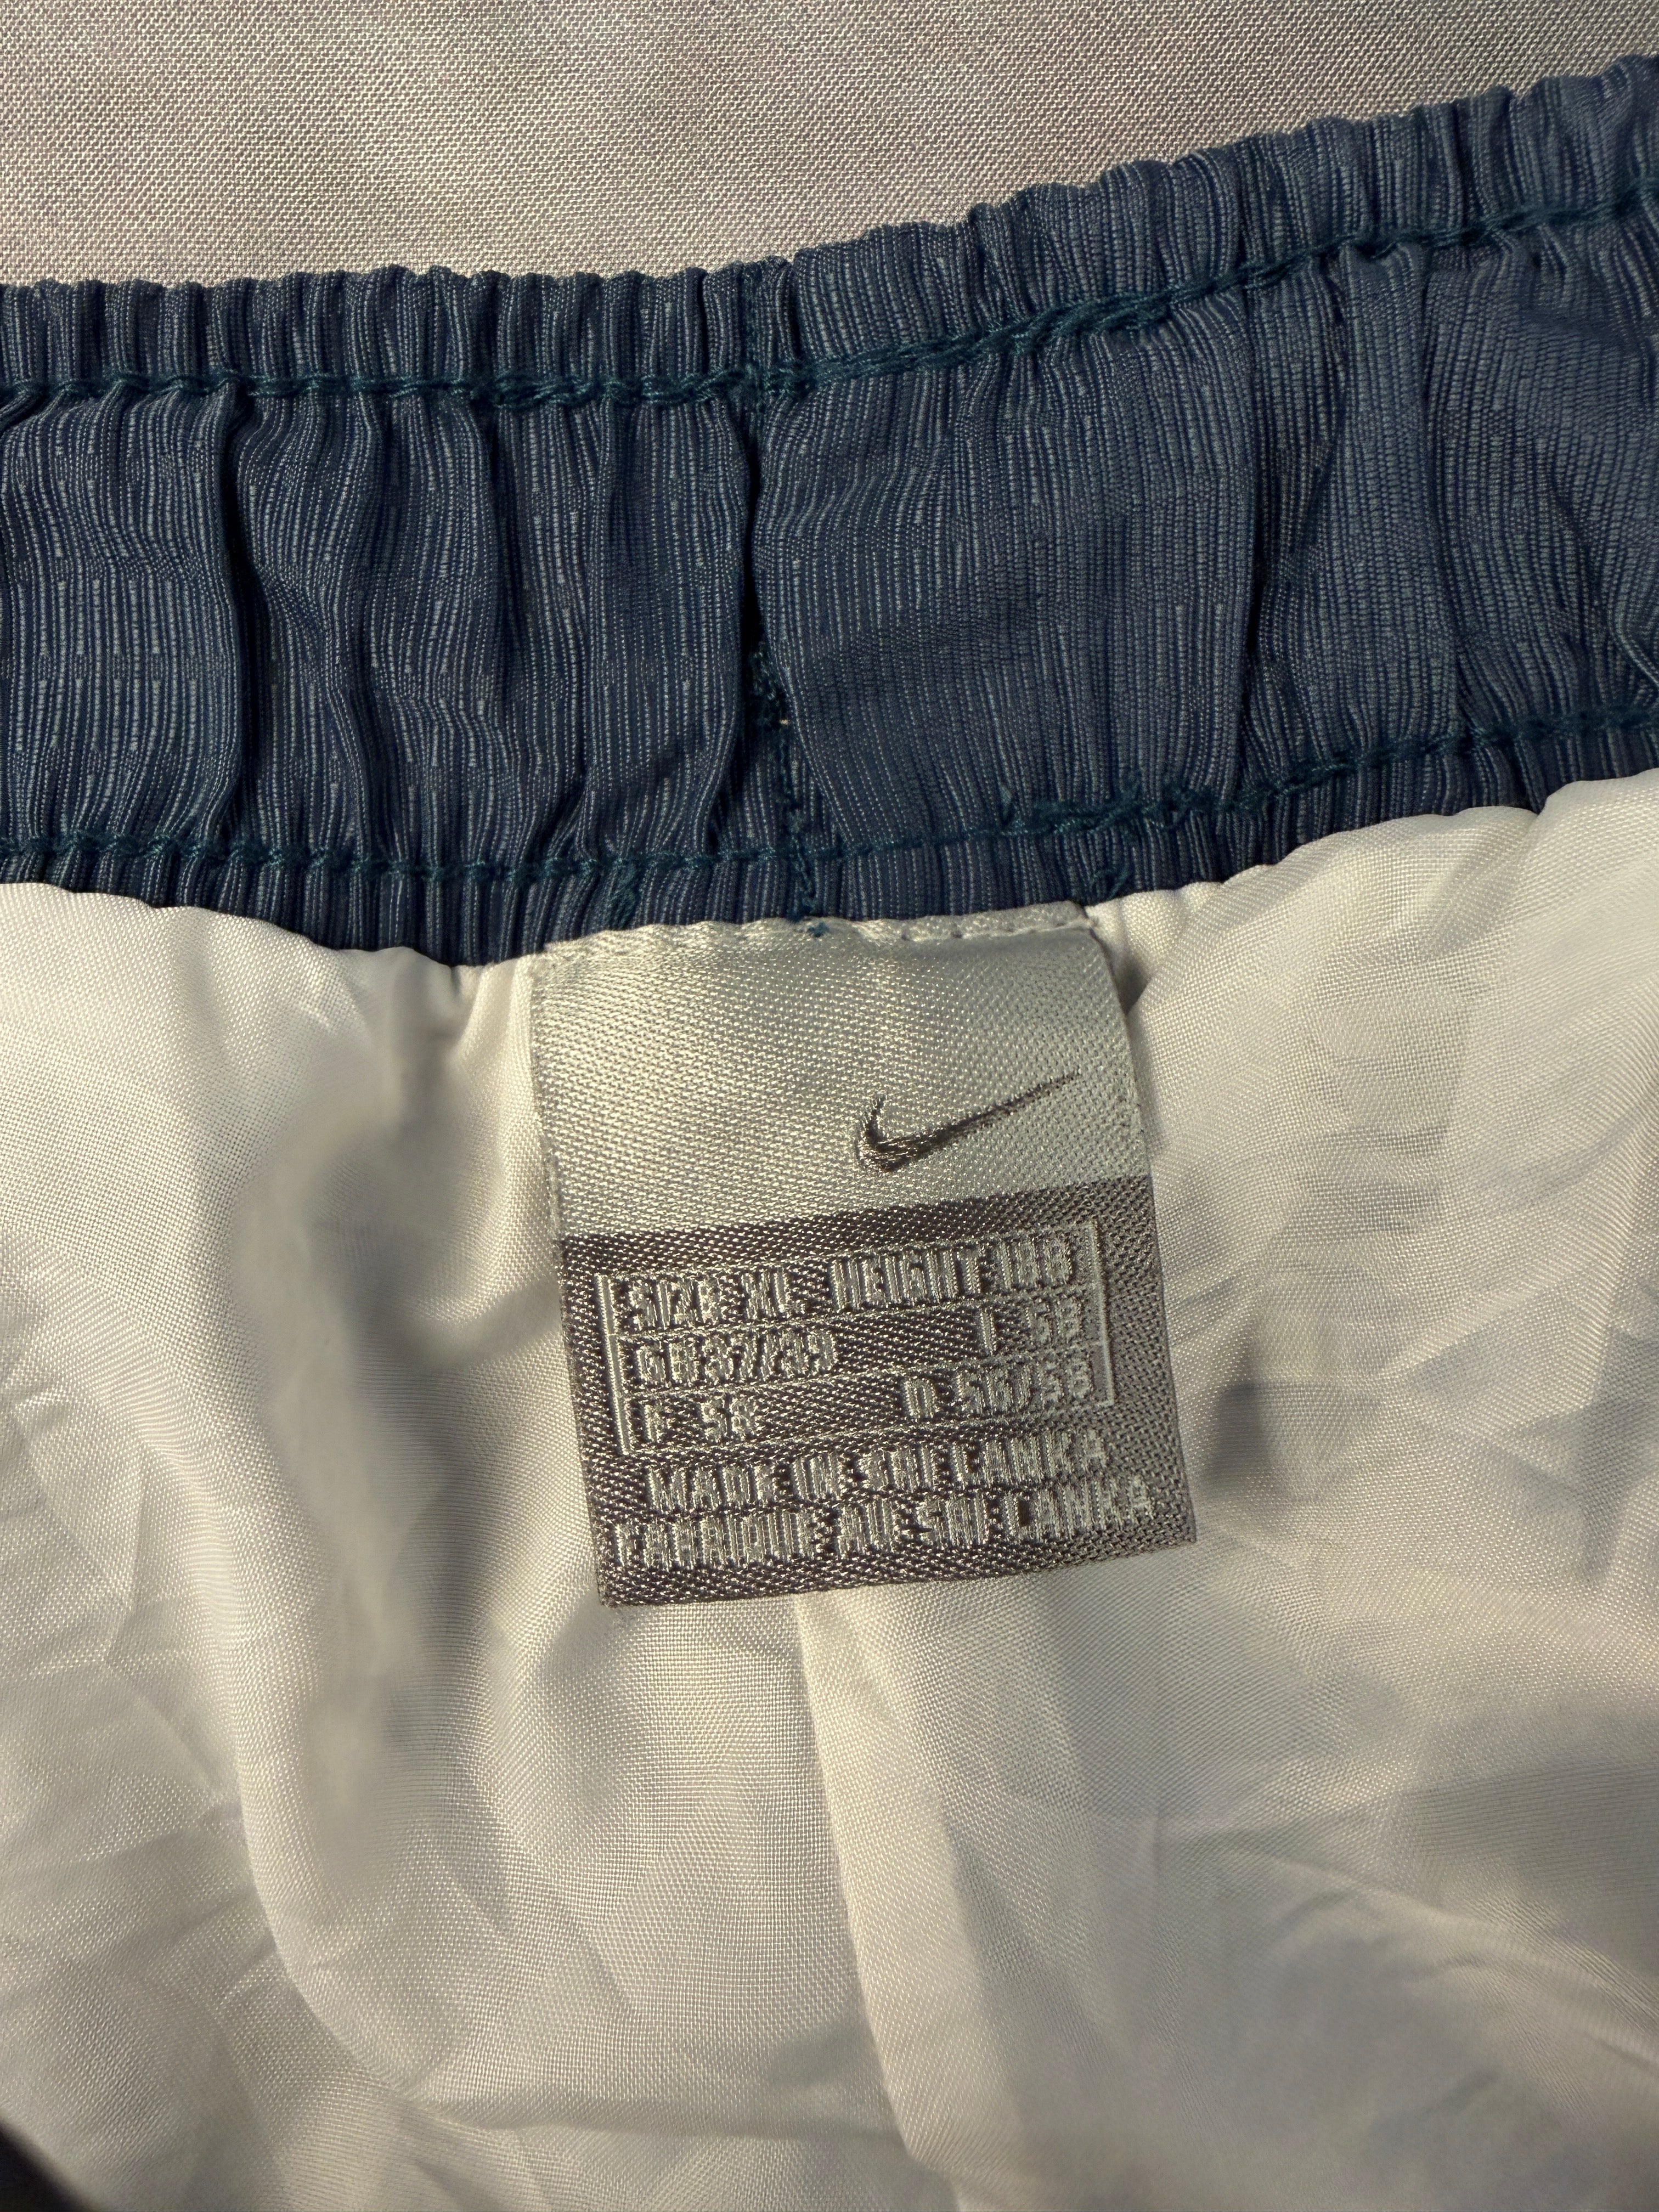 SIZE XL HEIGHT 188
GB 37/39 I 58
F 58 D 56/58
MADE IN SRI LANKA
FABRIQUE AU SRI LANKA